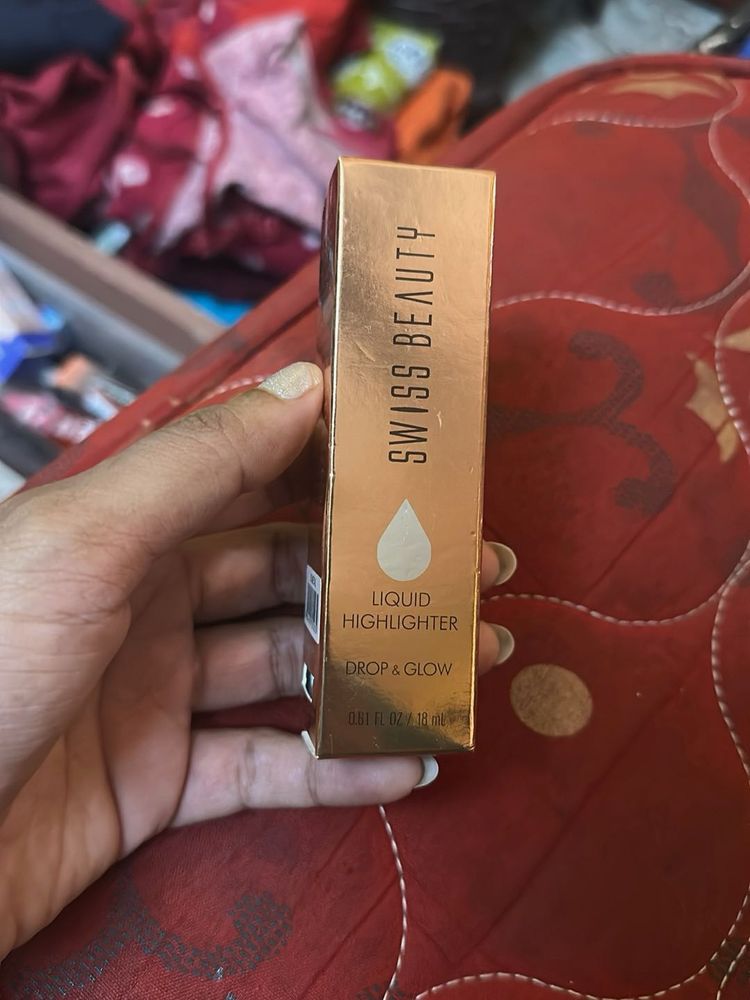 SWISS BEAUTY
LIQUID
HIGHLIGHTER
DROP & GLOW
0.61 FL OZ / 18 mL